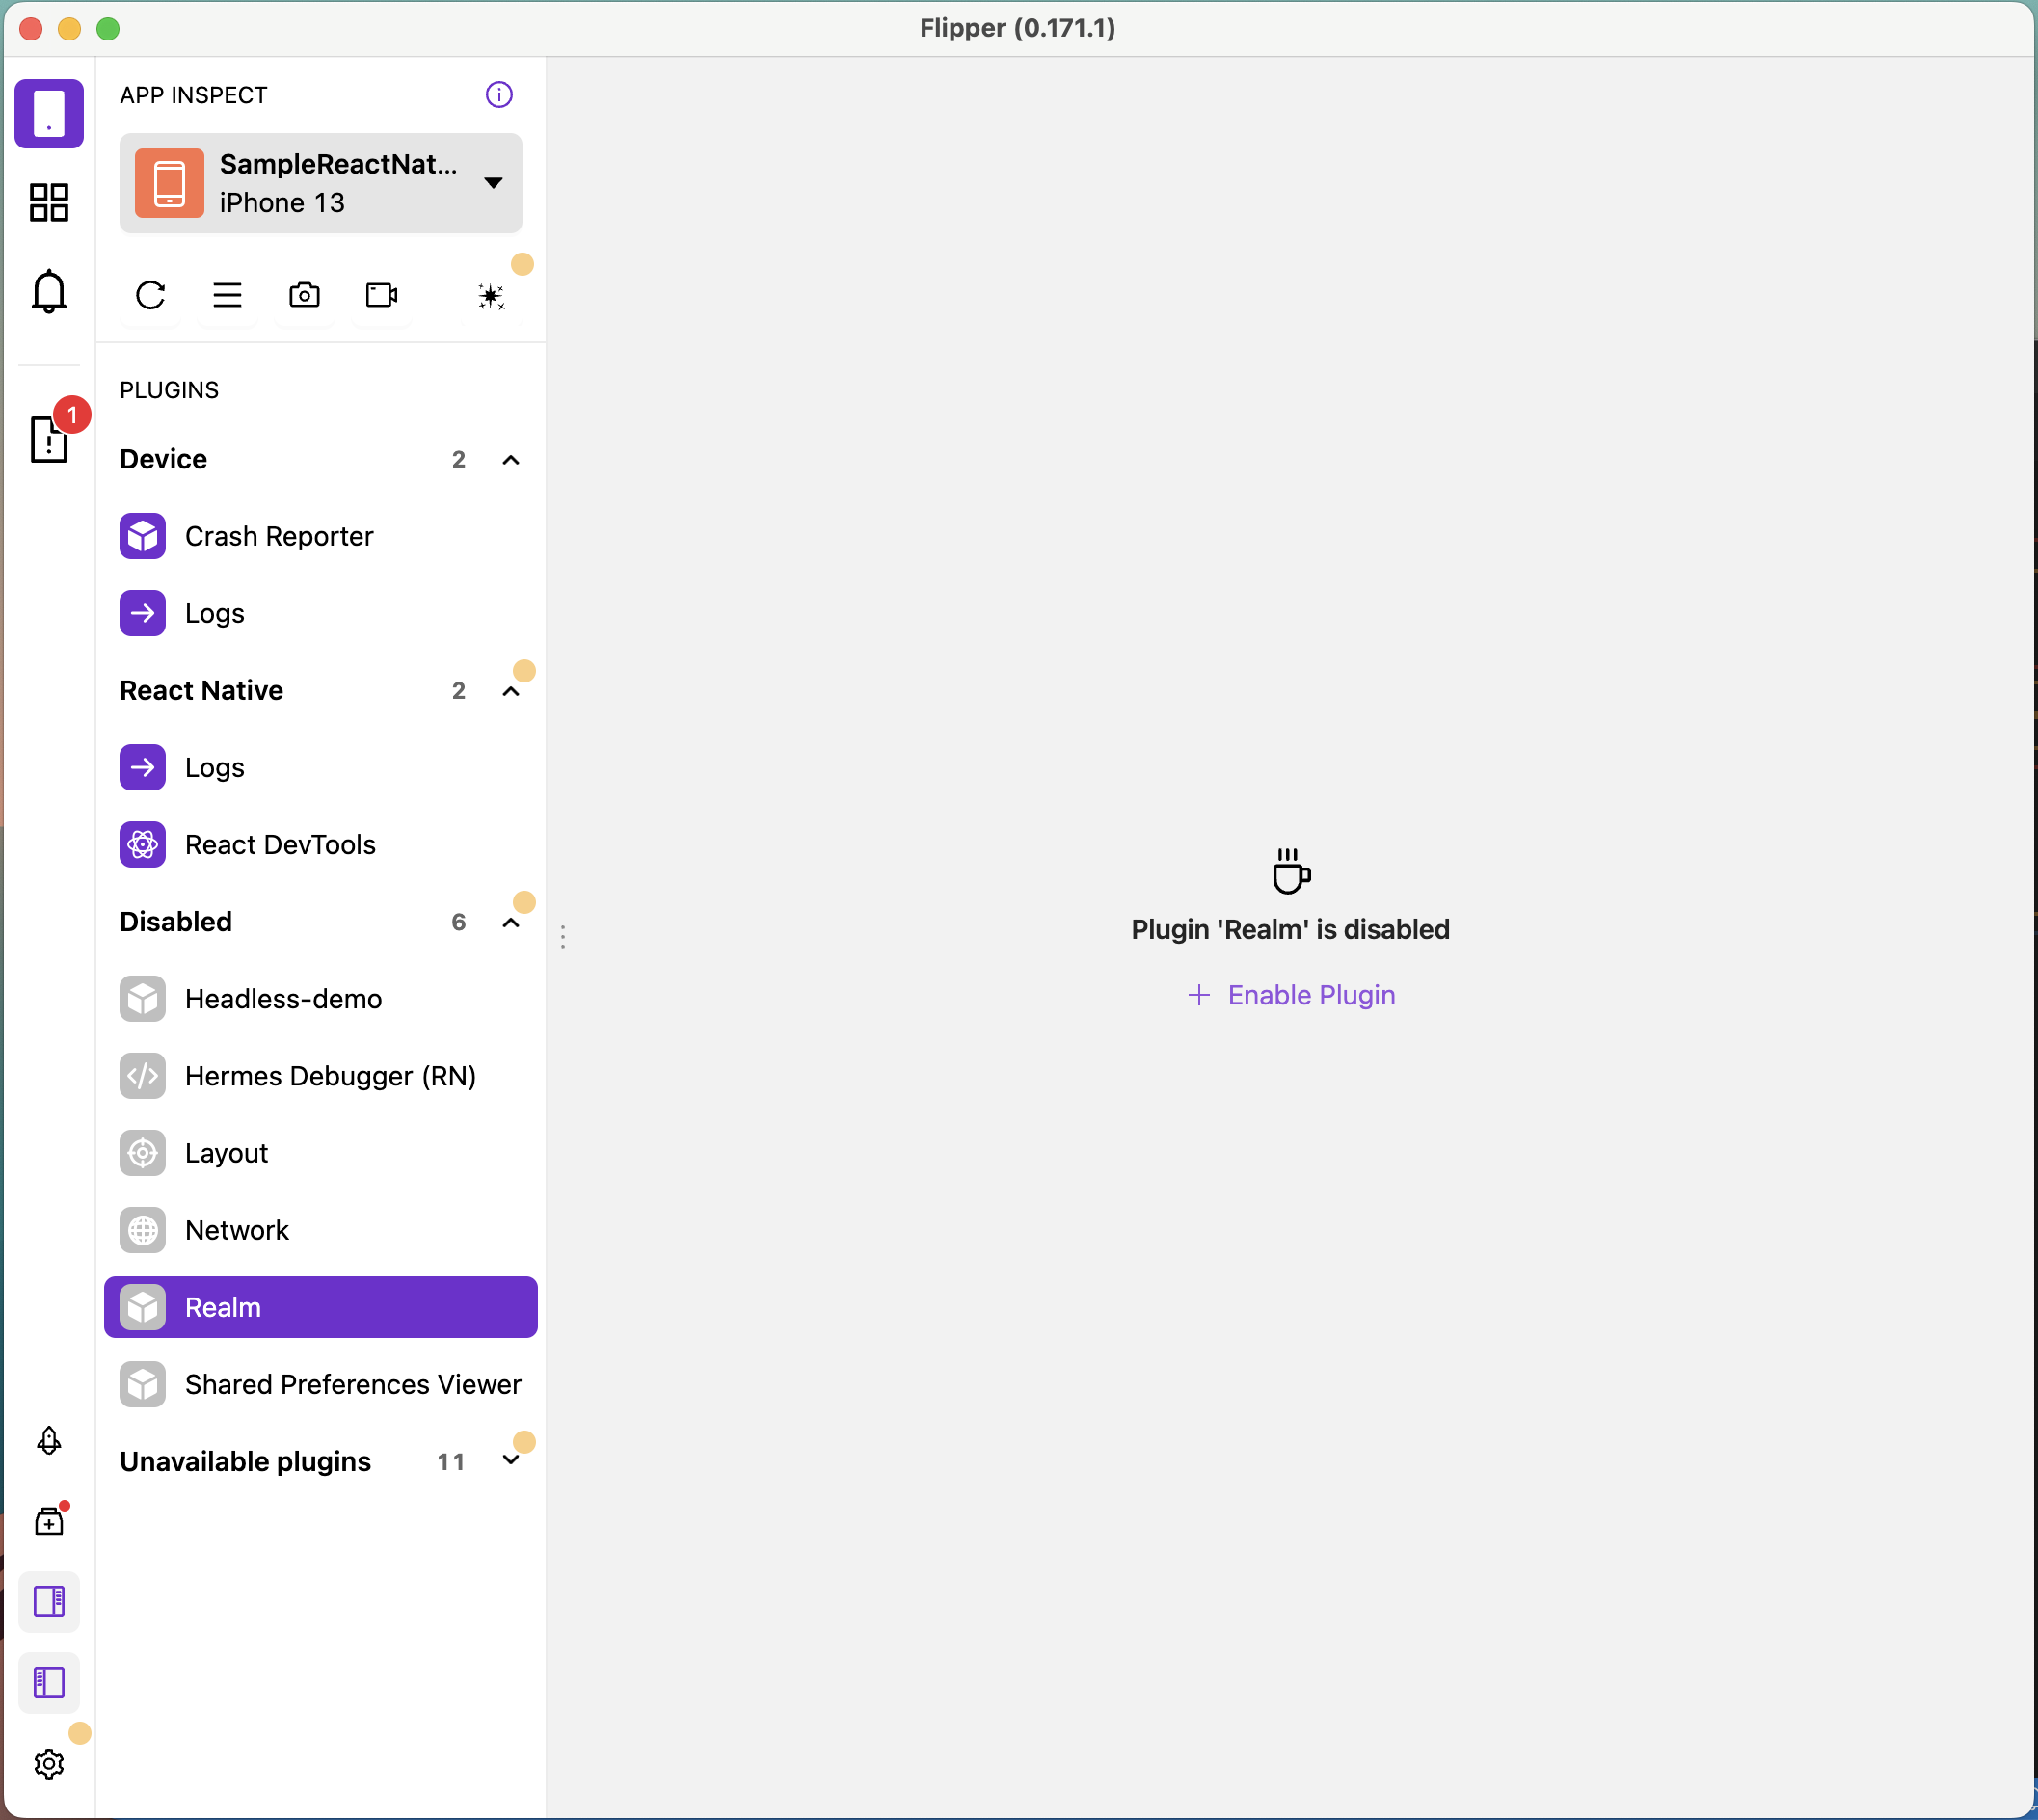 Flipper (0.171.1)
APP INSPECT
SampleReactNat...
iPhone 13
PLUGINS
1
Device 2
Crash Reporter
Logs
React Native 2
Logs
React DevTools
Disabled 6
Headless-demo
Hermes Debugger (RN)
Layout
Network
Realm
Shared Preferences Viewer
Unavailable plugins 11
Plugin 'Realm' is disabled
+ Enable Plugin